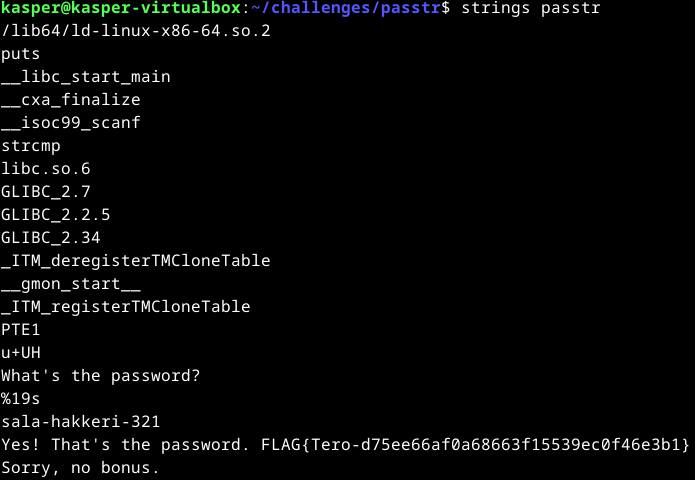 kasper@kasper-virtualbox:~/challenges/passtr$ strings passtr
/lib64/ld-linux-x86-64.so.2
puts
__libc_start_main
__cxa_finalize
__isoc99_scanf
strcmp
libc.so.6
GLIBC_2.7
GLIBC_2.2.5
GLIBC_2.34
_ITM_deregisterTMCloneTable
__gmon_start__
_ITM_registerTMCloneTable
PTE1
u+UH
What's the password?
%19s
sala-hakkeri-321
Yes! That's the password. FLAG{Tero-d75ee66af0a68663f15539ec0f46e3b1}
Sorry, no bonus.